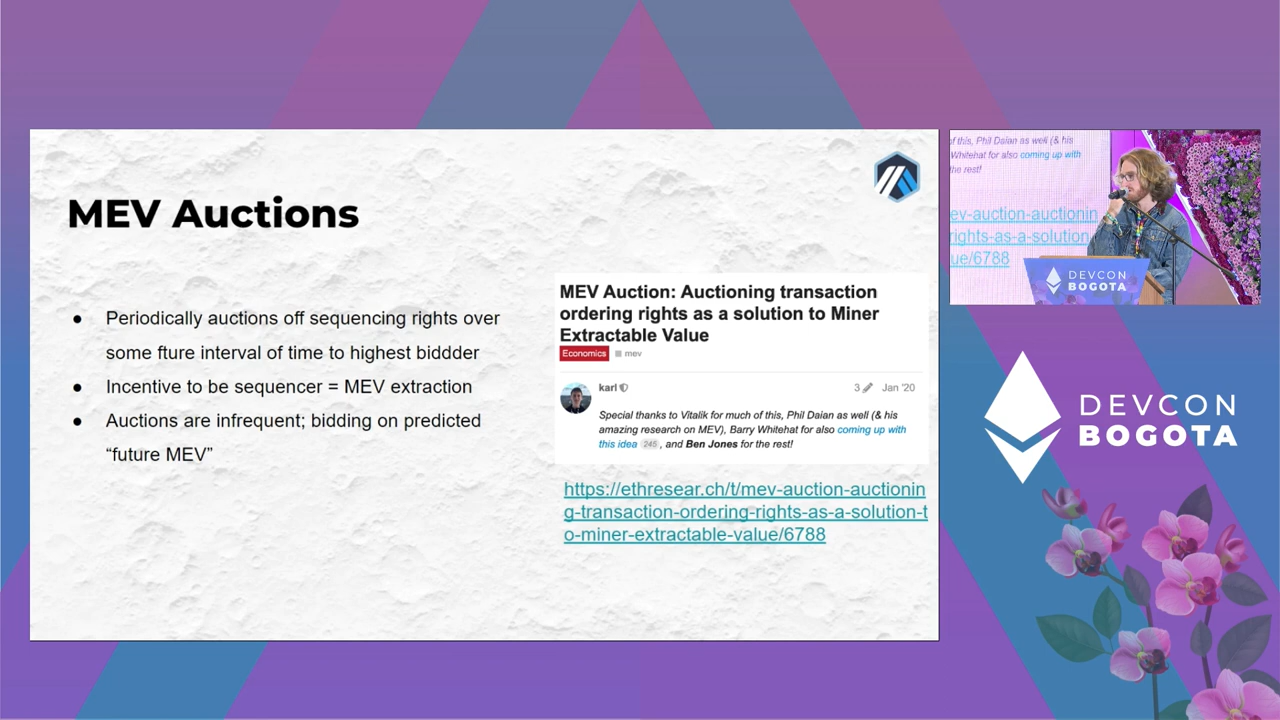 MEV Auctions
● Periodically auctions off sequencing rights over
some fture interval of time to highest biddder
● Incentive to be sequencer = MEV extraction
● Auctions are infrequent; bidding on predicted
“future MEV”
MEV Auction: Auctioning transaction
ordering rights as a solution to Miner
Extractable Value
Economics mev
karl 3 Jan '20
Special thanks to Vitalik for much of this, Phil Daian as well (& his
amazing research on MEV), Barry Whitehat for also coming up with
this idea 245 , and Ben Jones for the rest!
https://ethresear.ch/t/mev-auction-auctionin
g-transaction-ordering-rights-as-a-solution-t
o-miner-extractable-value/6788
of this, Phil Daian as well (& his
Whitehat for also coming up with
the rest!
ev-auction-auctionin
rights-as-a-solution
ue/6788
DEVCON
BOGOTA
DEVCON
BOGOTA